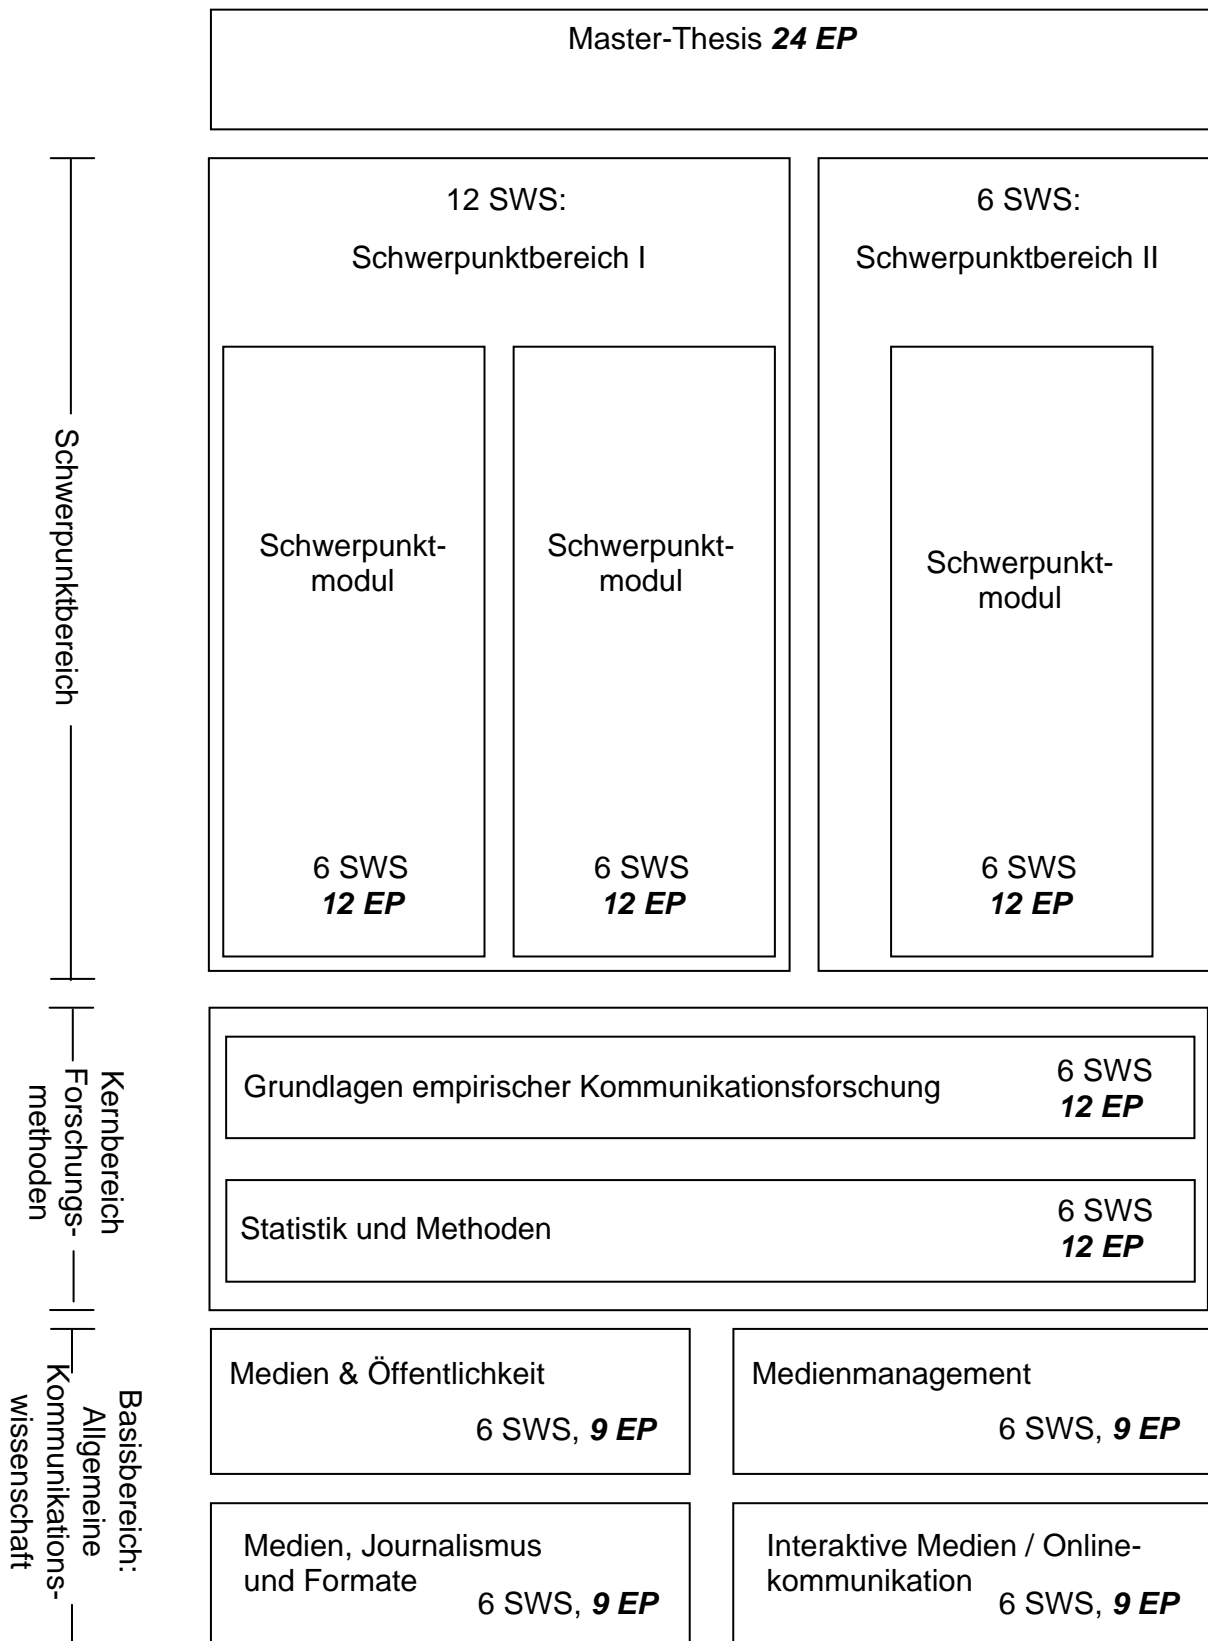 Master-Thesis 24 EP
12 SWS:
Schwerpunktbereich I
6 SWS:
Schwerpunktbereich II
Schwerpunktbereich
Schwerpunkt-
modul
6 SWS
12 EP
Schwerpunkt-
modul
6 SWS
12 EP
Schwerpunkt-
modul
6 SWS
12 EP
Kernbereich
Forschungs-
methoden
Grundlagen empirischer Kommunikationsforschung
6 SWS
12 EP
Statistik und Methoden
6 SWS
12 EP
Basisbereich:
Allgemeine
Kommunikations-
wissenschaft
Medien & Öffentlichkeit
6 SWS, 9 EP
Medienmanagement
6 SWS, 9 EP
Medien, Journalismus
und Formate
6 SWS, 9 EP
Interaktive Medien / Online-
kommunikation
6 SWS, 9 EP